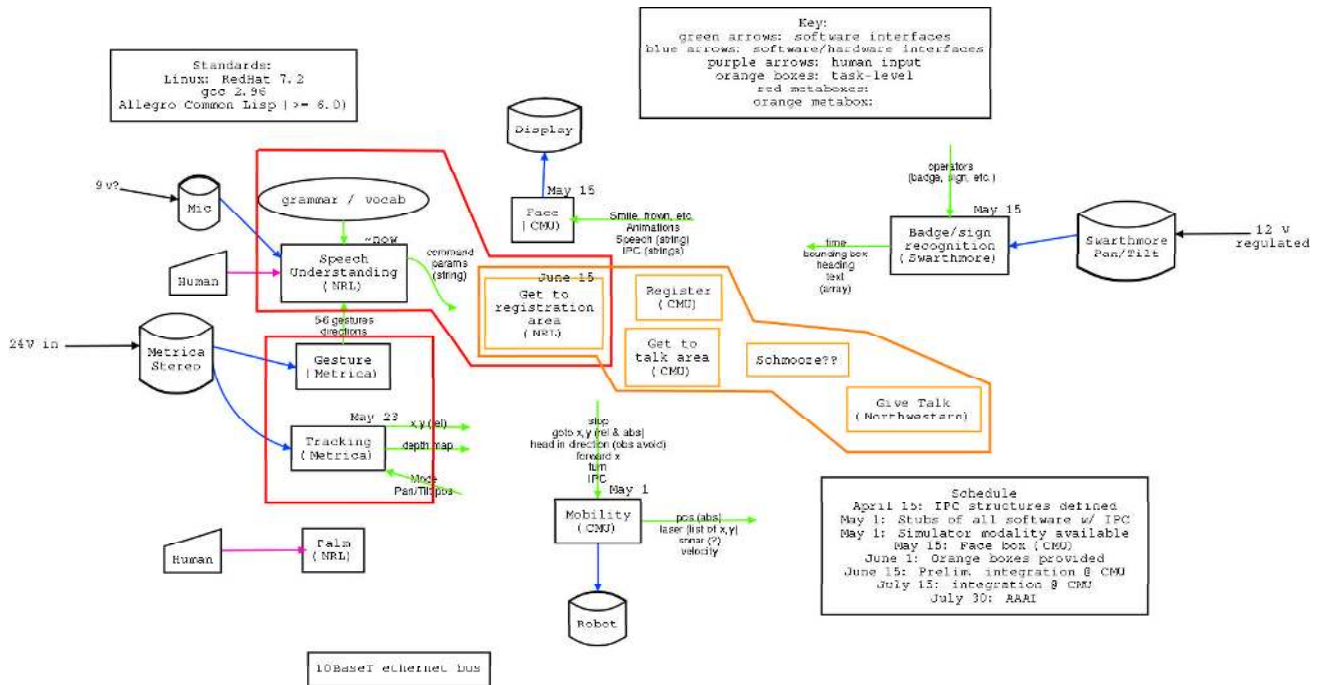 Key:
green arrows: software interfaces
blue arrows: software/hardware interfaces
purple arrows: human input
orange boxes: task-level
red metaboxes:
orange metabox:
Standards:
Linux: RedHat 7.2
gcc 2.96
Allegro Common Lisp (>= 6.0)
Display
May 15
Face
(CMU)
Smile, frown, etc.
Animations
Speech (string)
IPC (strings)
operators
(badge, sign, etc.)
May 15
Badge/sign
recognition
(Swarthmore)
time
bounding box
heading
text
(array)
Swarthmore
Pan/Tilt
12 v
regulated
9v?
Mic
grammar / vocab
~now
Speech
Understanding
(NRL)
Human
command
params
(string)
5-6 gestures
directions
June 15
Get to
registration
area
(NRL)
Register
(CMU)
Get to
talk area
(CMU)
Schmooze??
Give Talk
(Northwestern)
24V in
Metrica
Stereo
Gesture
(Metrica)
May 23
Tracking
(Metrica)
x,y (rel)
depth map
Mode
Pan/Tilt pos
stop
goto x,y (rel & abs)
head in direction (obs avoid)
forward x
turn
IPC
May 1
Mobility
(CMU)
pos (abs)
laser (list of x,y)
sonar (?)
velocity
Robot
Human
Palm
(NRL)
Schedule
April 15: IPC structures defined
May 1: Stubs of all software w/ IPC
May 1: Simulator modality available
May 15: Face box (CMU)
June 1: Orange boxes provided
June 15: Prelim. integration @ CMU
July 15: integration @ CMU
July 30: AAAI
10BaseT ethernet bus